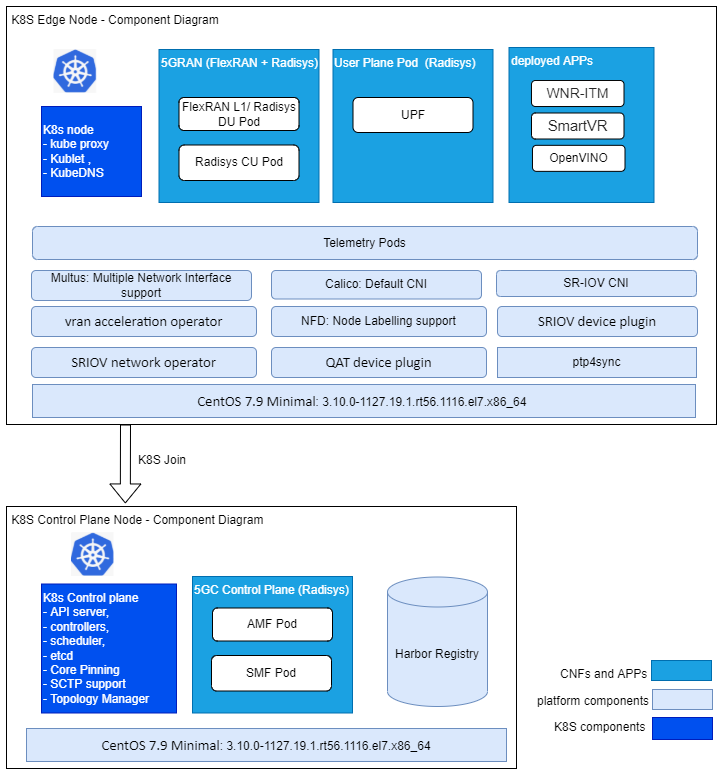 K8S Edge Node - Component Diagram
5GRAN (FlexRAN + Radisys)
FlexRAN L1/ Radisys
DU Pod
Radisys CU Pod
User Plane Pod (Radisys)
UPF
deployed APPs
WNR-ITM
SmartVR
OpenVINO
K8s node
- kube proxy
- Kublet ,
- KubeDNS
Telemetry Pods
Multus: Multiple Network Interface
support
Calico: Default CNI
SR-IOV CNI
vran acceleration operator
NFD: Node Labelling support
SRIOV device plugin
SRIOV network operator
QAT device plugin
ptp4sync
CentOS 7.9 Minimal: 3.10.0-1127.19.1.rt56.1116.el7.x86_64
K8S Join
K8S Control Plane Node - Component Diagram
K8s Control plane
- API server,
- controllers,
- scheduler,
- etcd
- Core Pinning
- SCTP support
- Topology Manager
5GC Control Plane (Radisys)
AMF Pod
SMF Pod
Harbor Registry
CentOS 7.9 Minimal: 3.10.0-1127.19.1.rt56.1116.el7.x86_64
CNFs and APPs
platform components
K8S components